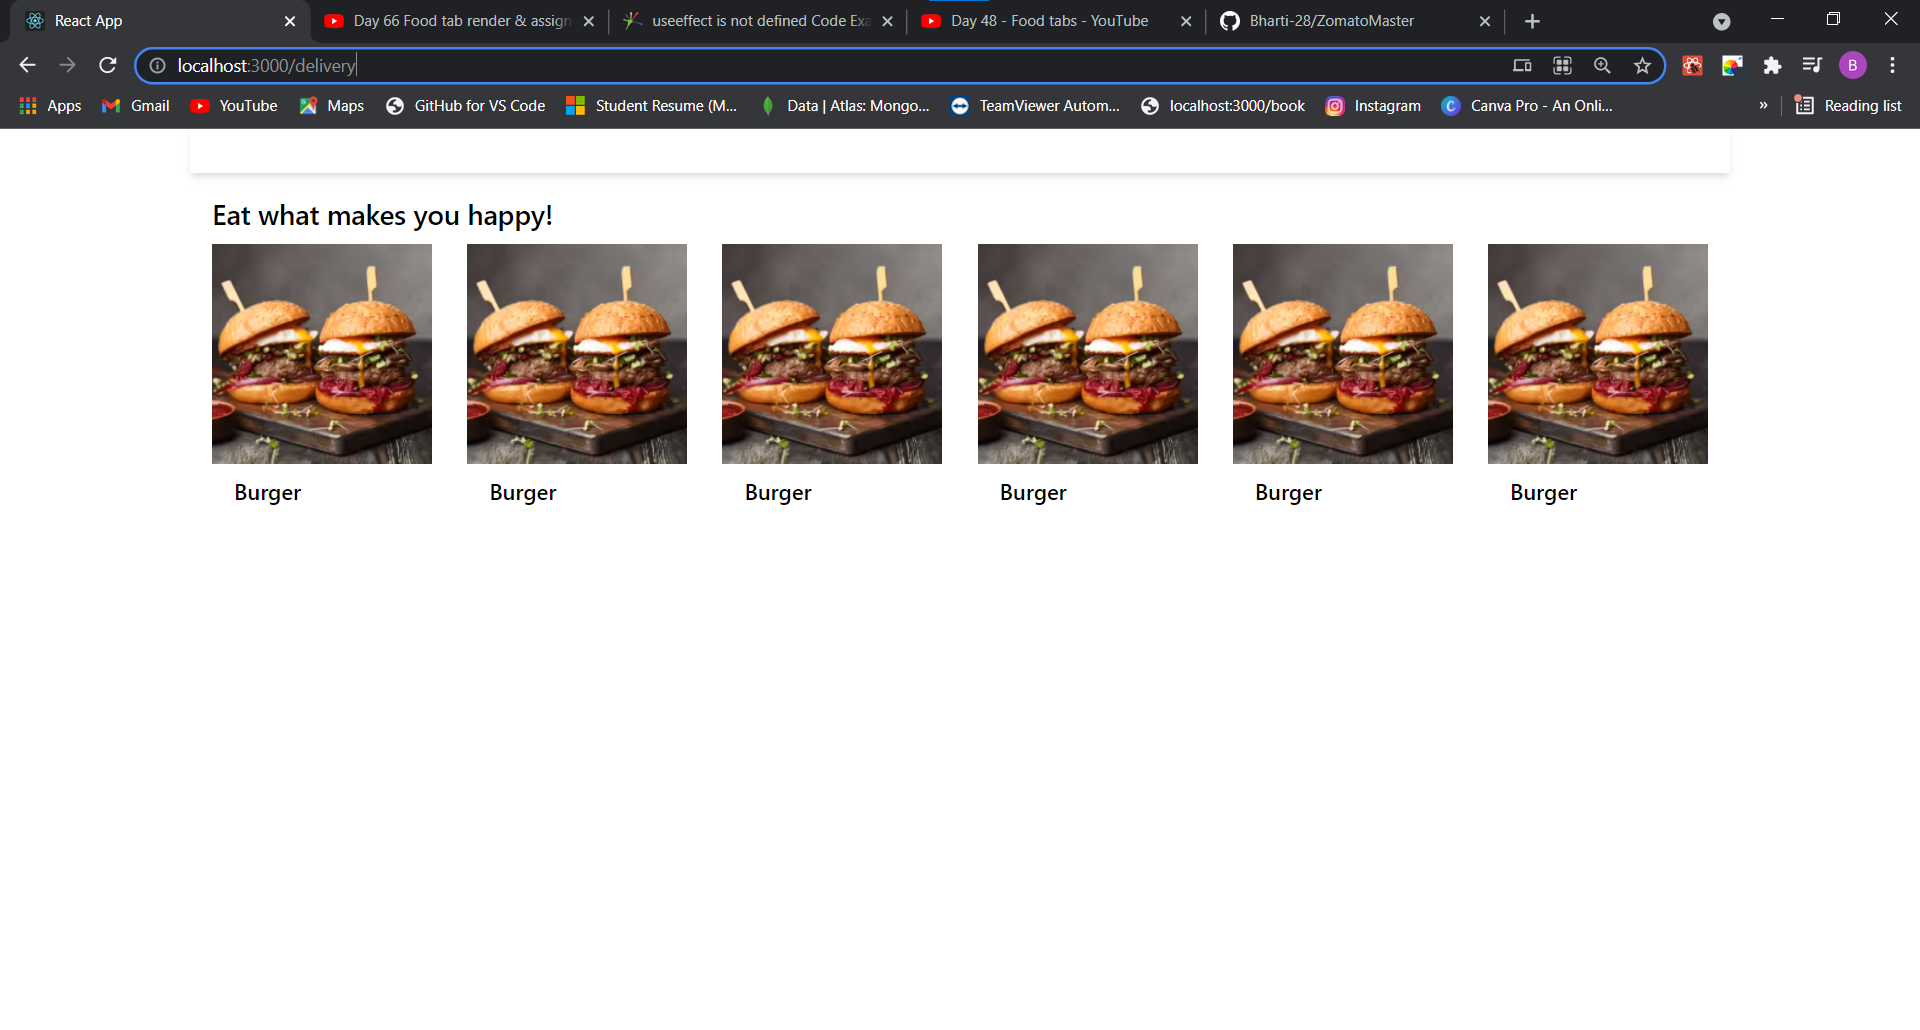 React App
Day 66 Food tab render & assign
useeffect is not defined Code Exa
Day 48 - Food tabs - YouTube
Bharti-28/ZomatoMaster
localhost:3000/delivery
B
Apps
Gmail
YouTube
Maps
GitHub for VS Code
Student Resume (M...
Data | Atlas: Mongo...
TeamViewer Autom...
localhost:3000/book
Instagram
Canva Pro - An Onli...
»
Reading list
Eat what makes you happy!
Burger
Burger
Burger
Burger
Burger
Burger